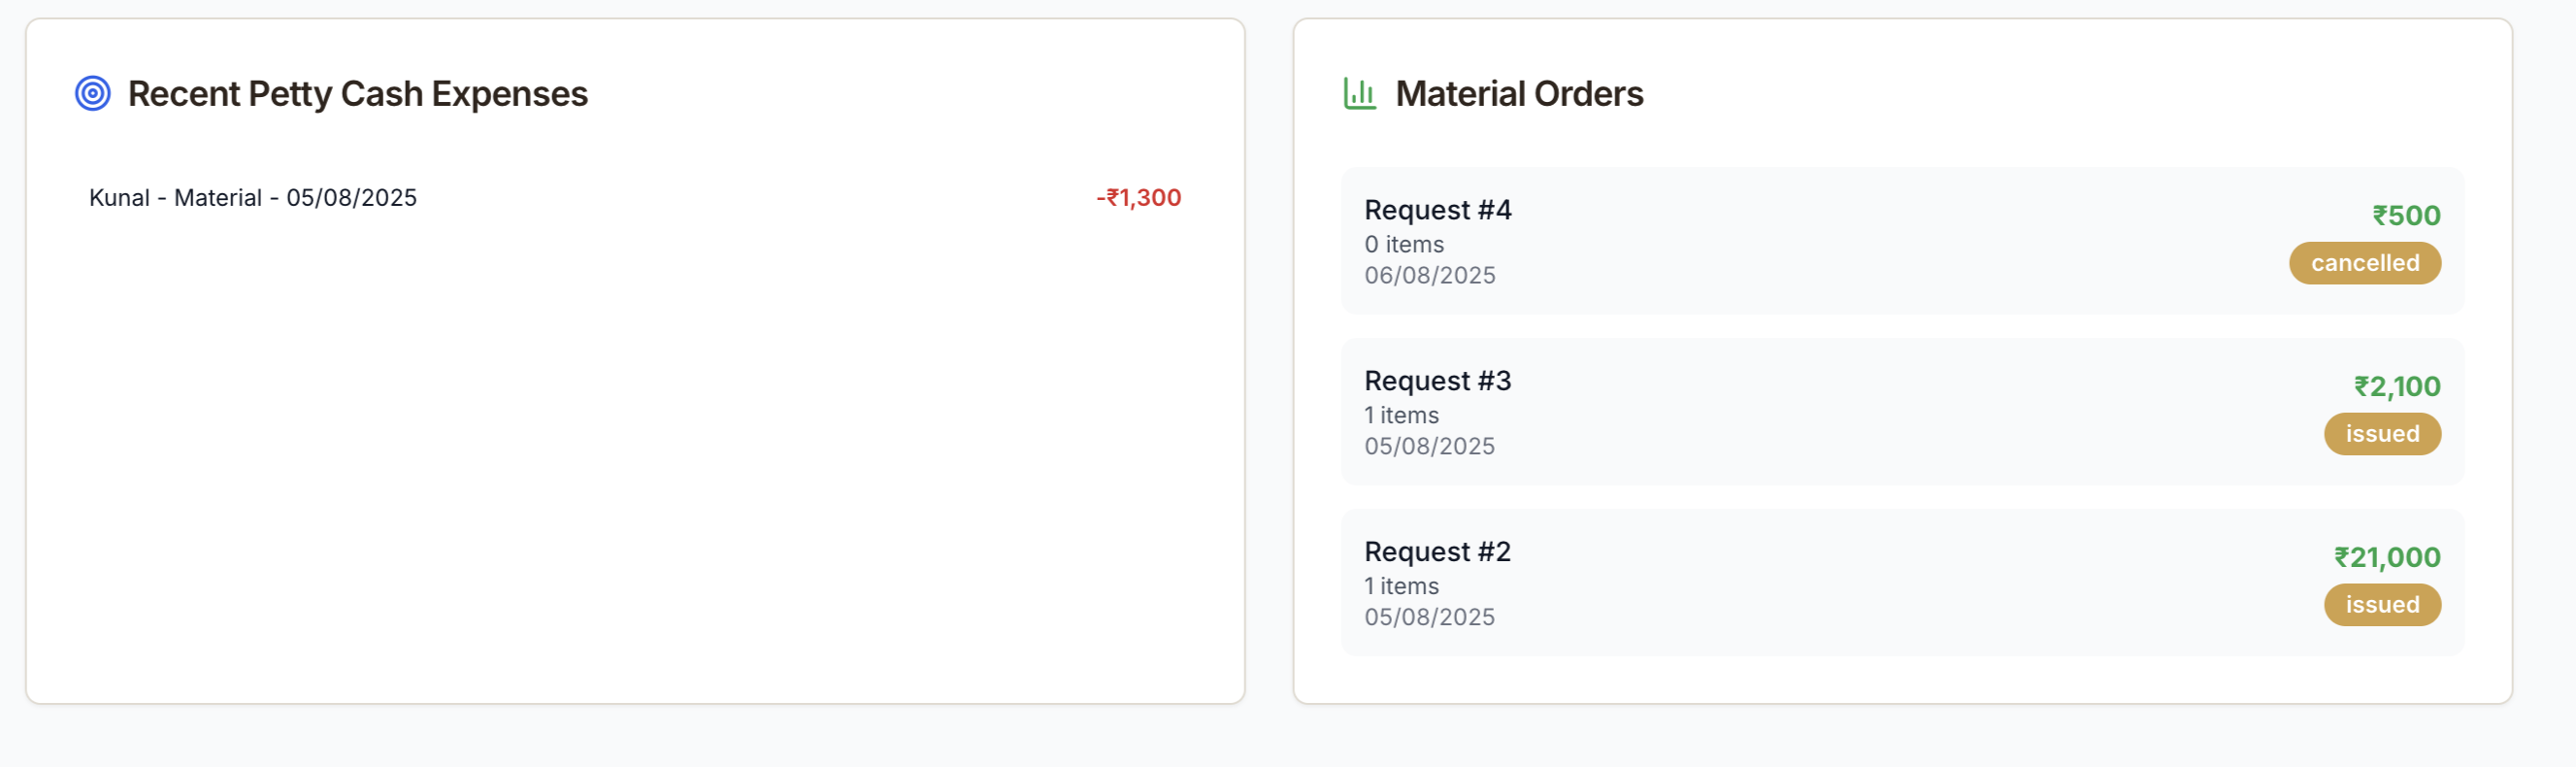 Recent Petty Cash Expenses
Kunal - Material - 05/08/2025 -₹1,300
Material Orders
Request #4
₹500
0 items
cancelled
06/08/2025
Request #3
₹2,100
1 items
issued
05/08/2025
Request #2
₹21,000
1 items
issued
05/08/2025